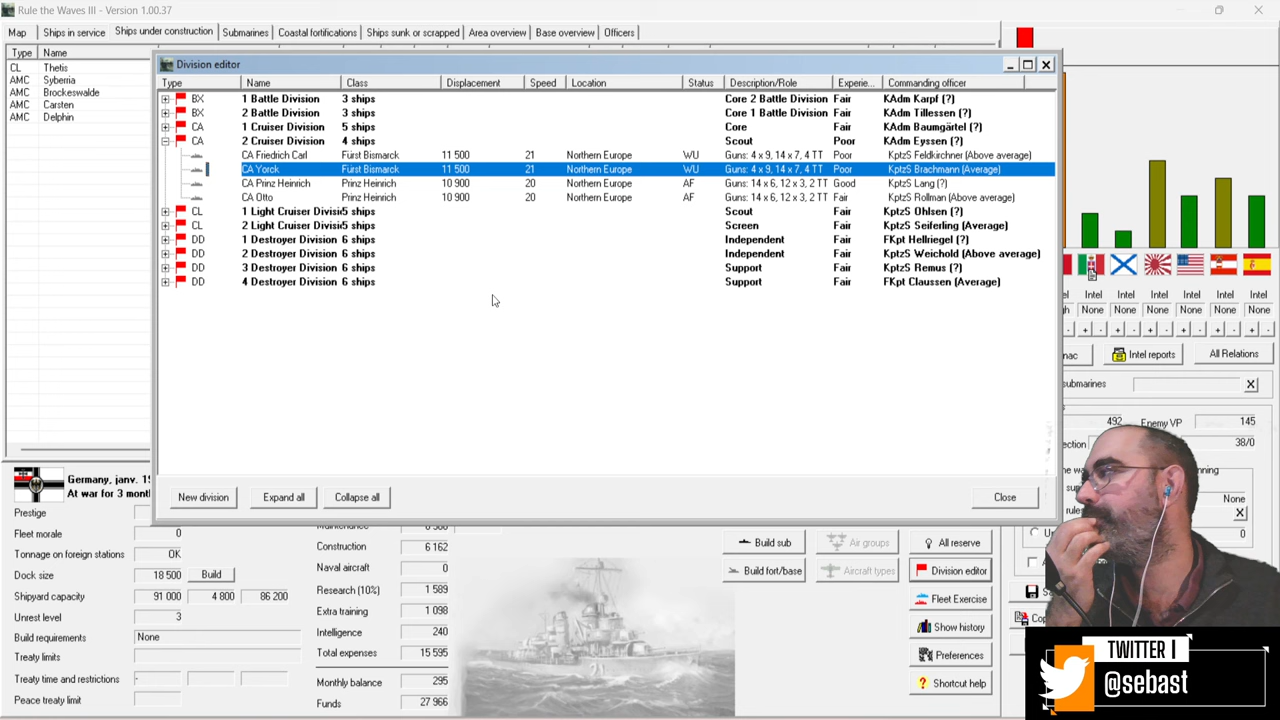 Rule the Waves III - Version 1.00.37
Map Ships in service Ships under construction Submarines Coastal fortifications Ships sunk or scrapped Area overview Base overview Officers
Type Name
CL Thetis
AMC Syberia
AMC Brockeswalde
AMC Carsten
AMC Delphin
Division editor
Type Name Class Displacement Speed Location Status Description/Role Experie... Commanding officer
BX 1 Battle Division 3 ships Core 2 Battle Division Fair KAdm Karpf (?)
BX 2 Battle Division 3 ships Core 1 Battle Division Fair KAdm Tillessen (?)
CA 1 Cruiser Division 5 ships Core Fair KAdm Baumgärtel (?)
CA 2 Cruiser Division 4 ships Scout Poor KAdm Eyssen (?)
CA Friedrich Carl Fürst Bismarck 11 500 21 Northern Europe WU Guns: 4 x 9, 14 x 7, 4 TT Poor KptzS Feldkirchner (Above average)
CA Yorck Fürst Bismarck 11 500 21 Northern Europe WU Guns: 4 x 9, 14 x 7, 4 TT Poor KptzS Brachmann (Average)
CA Prinz Heinrich Prinz Heinrich 10 900 20 Northern Europe AF Guns: 14 x 6, 12 x 3, 2 TT Good KptzS Lang (?)
CA Otto Prinz Heinrich 10 900 20 Northern Europe AF Guns: 14 x 6, 12 x 3, 2 TT Fair KptzS Rollman (Above average)
CL 1 Light Cruiser Divisi 5 ships Scout Fair KptzS Ohlsen (?)
CL 2 Light Cruiser Divisi 5 ships Screen Fair KptzS Seiferling (Average)
DD 1 Destroyer Division 6 ships Independent Fair FKpt Hellriegel (?)
DD 2 Destroyer Division 6 ships Independent Fair KptzS Weichold (Above average)
DD 3 Destroyer Division 6 ships Support Fair KptzS Remus (?)
DD 4 Destroyer Division 6 ships Support Fair FKpt Claussen (Average)
New division Expand all Collapse all Close
Intel Intel Intel Intel Intel Intel
None None None None None
+ - + - + - + - + -
nac Intel reports All Relations
submarines X
492 Enemy VP 145
38/0
None
X
0
Germany, janv. 1
At war for 3 mont
Prestige
Fleet morale 0
Tonnage on foreign stations OK
Dock size 18 500 Build
Shipyard capacity 91 000 4 800 86 200
Unrest level 3
Build requirements None
Treaty limits
Treaty time and restrictions -
Peace treaty limit
Construction 6 162
Naval aircraft 0
Research (10%) 1 589
Extra training 1 098
Intelligence 240
Total expenses 15 595
Monthly balance 295
Funds 27 966
Build sub Air groups All reserve
Build fort/base Aircraft types Division editor
Fleet Exercise
Show history
Preferences
Shortcut help
TWITTER |
@sebast